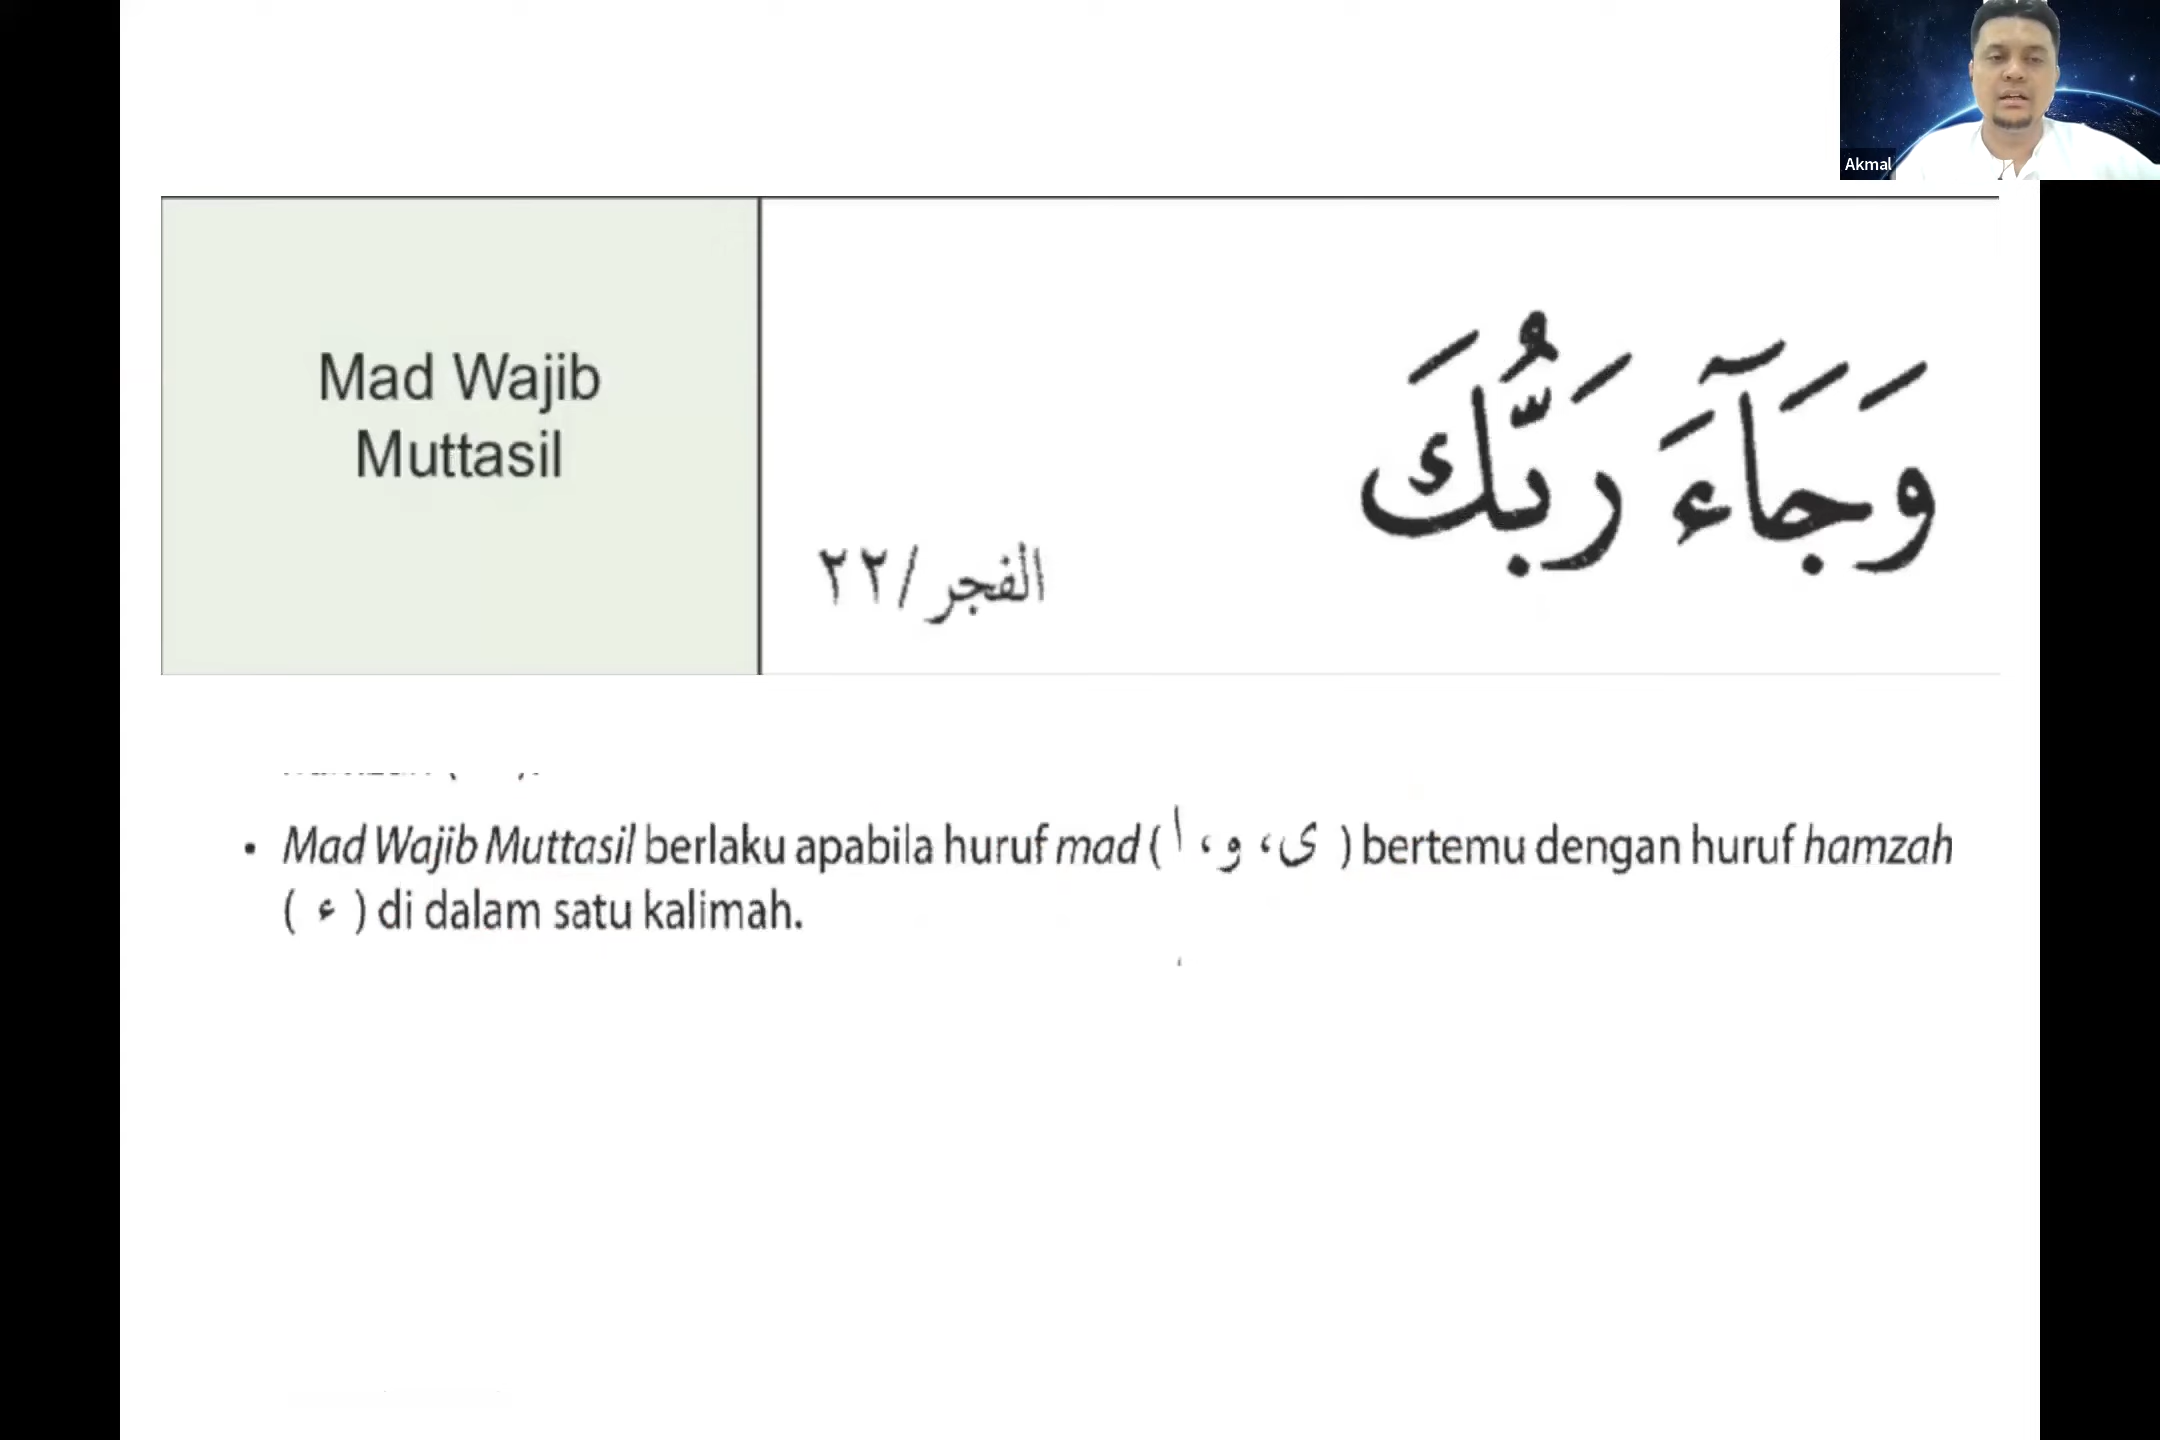 Akmal
Mad Wajib
Muttasil
وَجَآءَ رَبُّكَ
الفجر/٢٢
• Mad Wajib Muttasil berlaku apabila huruf mad ( ا ، و ، ى ) bertemu dengan huruf hamzah
( ء ) di dalam satu kalimah.